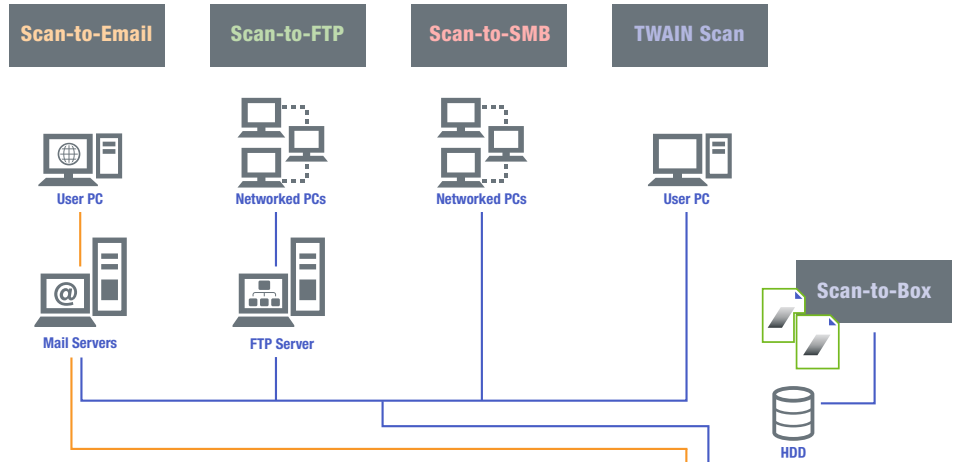 Scan-to-Email
Scan-to-FTP
Scan-to-SMB
TWAIN Scan
User PC
Networked PCs
Networked PCs
User PC
@
Scan-to-Box
Mail Servers
FTP Server
HDD